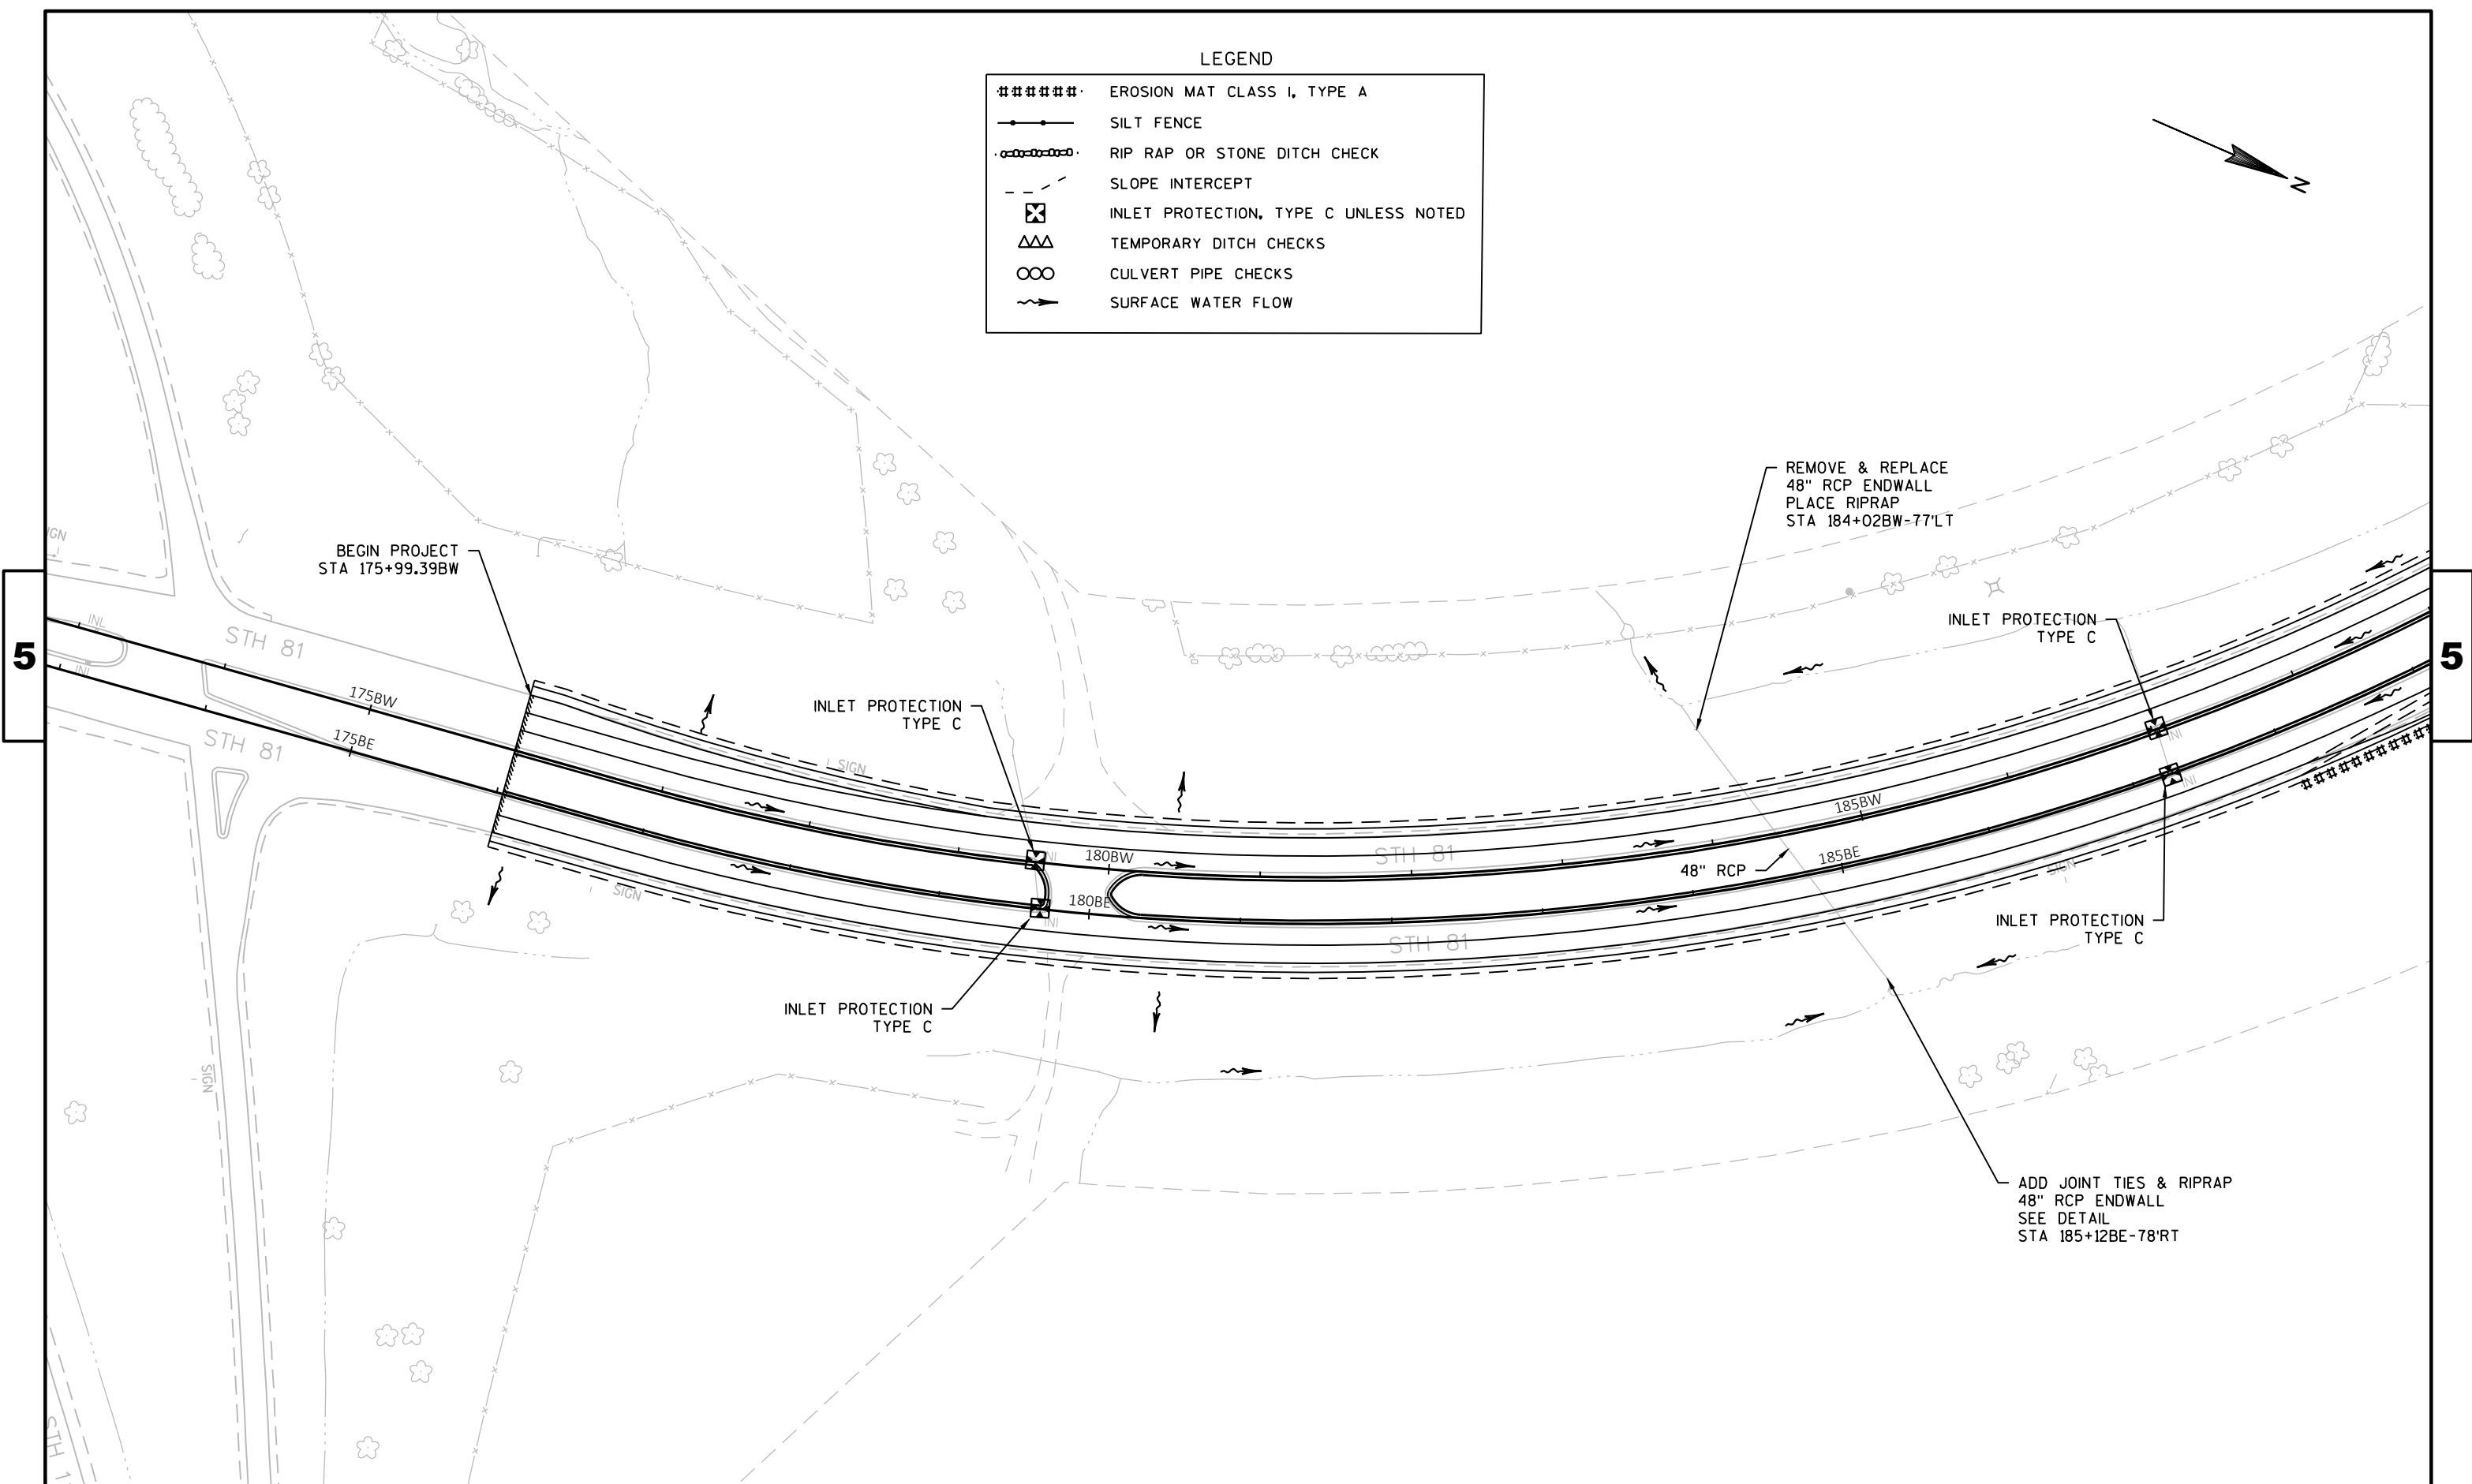 LEGEND
EROSION MAT CLASS I, TYPE A
SILT FENCE
RIP RAP OR STONE DITCH CHECK
SLOPE INTERCEPT
INLET PROTECTION, TYPE C UNLESS NOTED
TEMPORARY DITCH CHECKS
CULVERT PIPE CHECKS
SURFACE WATER FLOW
N
REMOVE & REPLACE
48" RCP ENDWALL
PLACE RIPRAP
STA 184+02BW-77'LT
BEGIN PROJECT
STA 175+99.39BW
INLET PROTECTION
TYPE C
INL
STH 81
5
5
INLET PROTECTION
TYPE C
175BW
175BE
STH 81
SIGN
180BW
STH 81
185BW
185BE
48" RCP
180BE
SIGN
STH 81
INLET PROTECTION
TYPE C
INLET PROTECTION
TYPE C
SIGN
ADD JOINT TIES & RIPRAP
48" RCP ENDWALL
SEE DETAIL
STA 185+12BE-78'RT